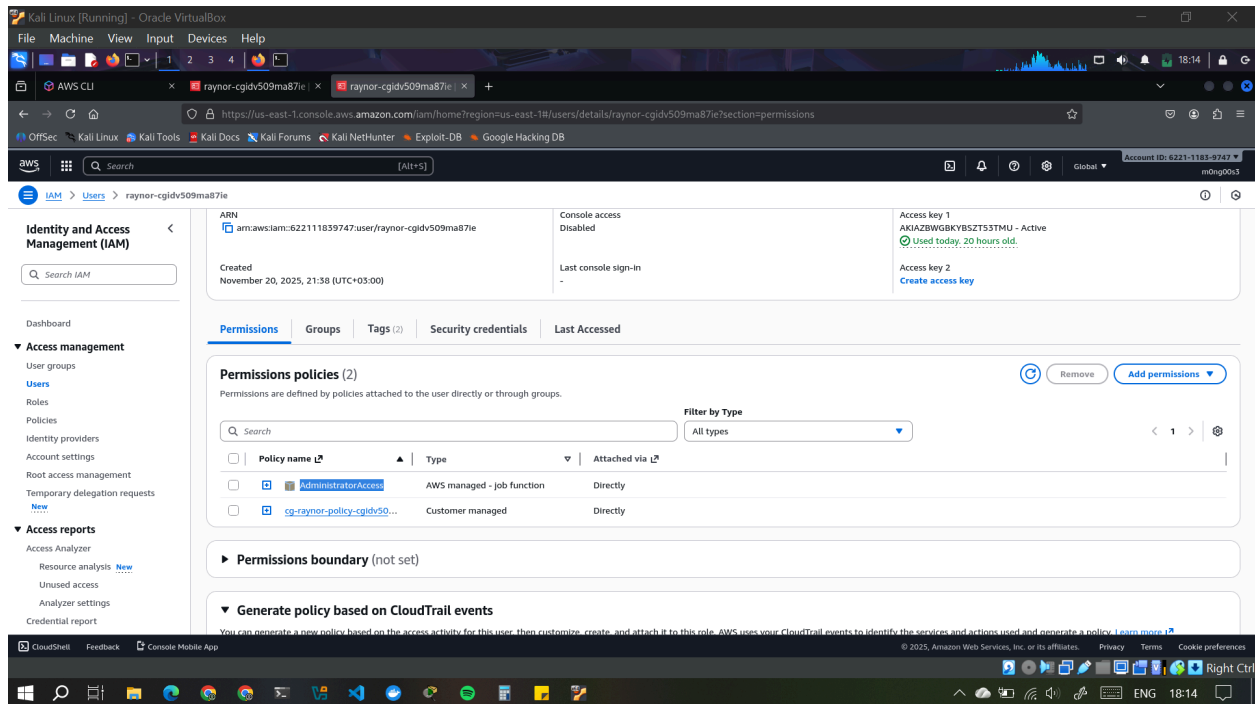 Kali Linux [Running] - Oracle VirtualBox
File Machine View Input Devices Help
1 2 3 4 18:14
AWS CLI × raynor-cgidv509ma87ie | × raynor-cgidv509ma87ie | × +
https://us-east-1.console.aws.amazon.com/iam/home?region=us-east-1#/users/details/raynor-cgidv509ma87ie?section=permissions
OffSec Kali Linux Kali Tools Kali Docs Kali Forums Kali NetHunter Exploit-DB Google Hacking DB
aws Search [Alt+S] Global ▼ Account ID: 6221-1183-9747 ▼
m0ng00s3
IAM > Users > raynor-cgidv509ma87ie
Identity and Access Management (IAM)
Search IAM
Dashboard
Access management
User groups
Users
Roles
Policies
Identity providers
Account settings
Root access management
Temporary delegation requests
New
Access reports
Access Analyzer
Resource analysis New
Unused access
Analyzer settings
Credential report
ARN
arn:aws:iam::622111839747:user/raynor-cgidv509ma87ie
Console access
Disabled
Access key 1
AKIAZBWGBKYBSZT53TMU - Active
Used today. 20 hours old.
Created
November 20, 2025, 21:38 (UTC+03:00)
Last console sign-in
-
Access key 2
Create access key
Permissions Groups Tags (2) Security credentials Last Accessed
Permissions policies (2)
Remove Add permissions ▼
Permissions are defined by policies attached to the user directly or through groups.
Filter by Type
Search All types < 1 >
Policy name Type Attached via
AdministratorAccess AWS managed - job function Directly
cg-raynor-policy-cgidv50... Customer managed Directly
Permissions boundary (not set)
Generate policy based on CloudTrail events
You can generate a new policy based on the access activity for this user, then customize, create, and attach it to this role. AWS uses your CloudTrail events to identify the services and actions used and generate a policy. Learn more
CloudShell Feedback Console Mobile App © 2025, Amazon Web Services, Inc. or its affiliates. Privacy Terms Cookie preferences
Right Ctrl
ENG 18:14